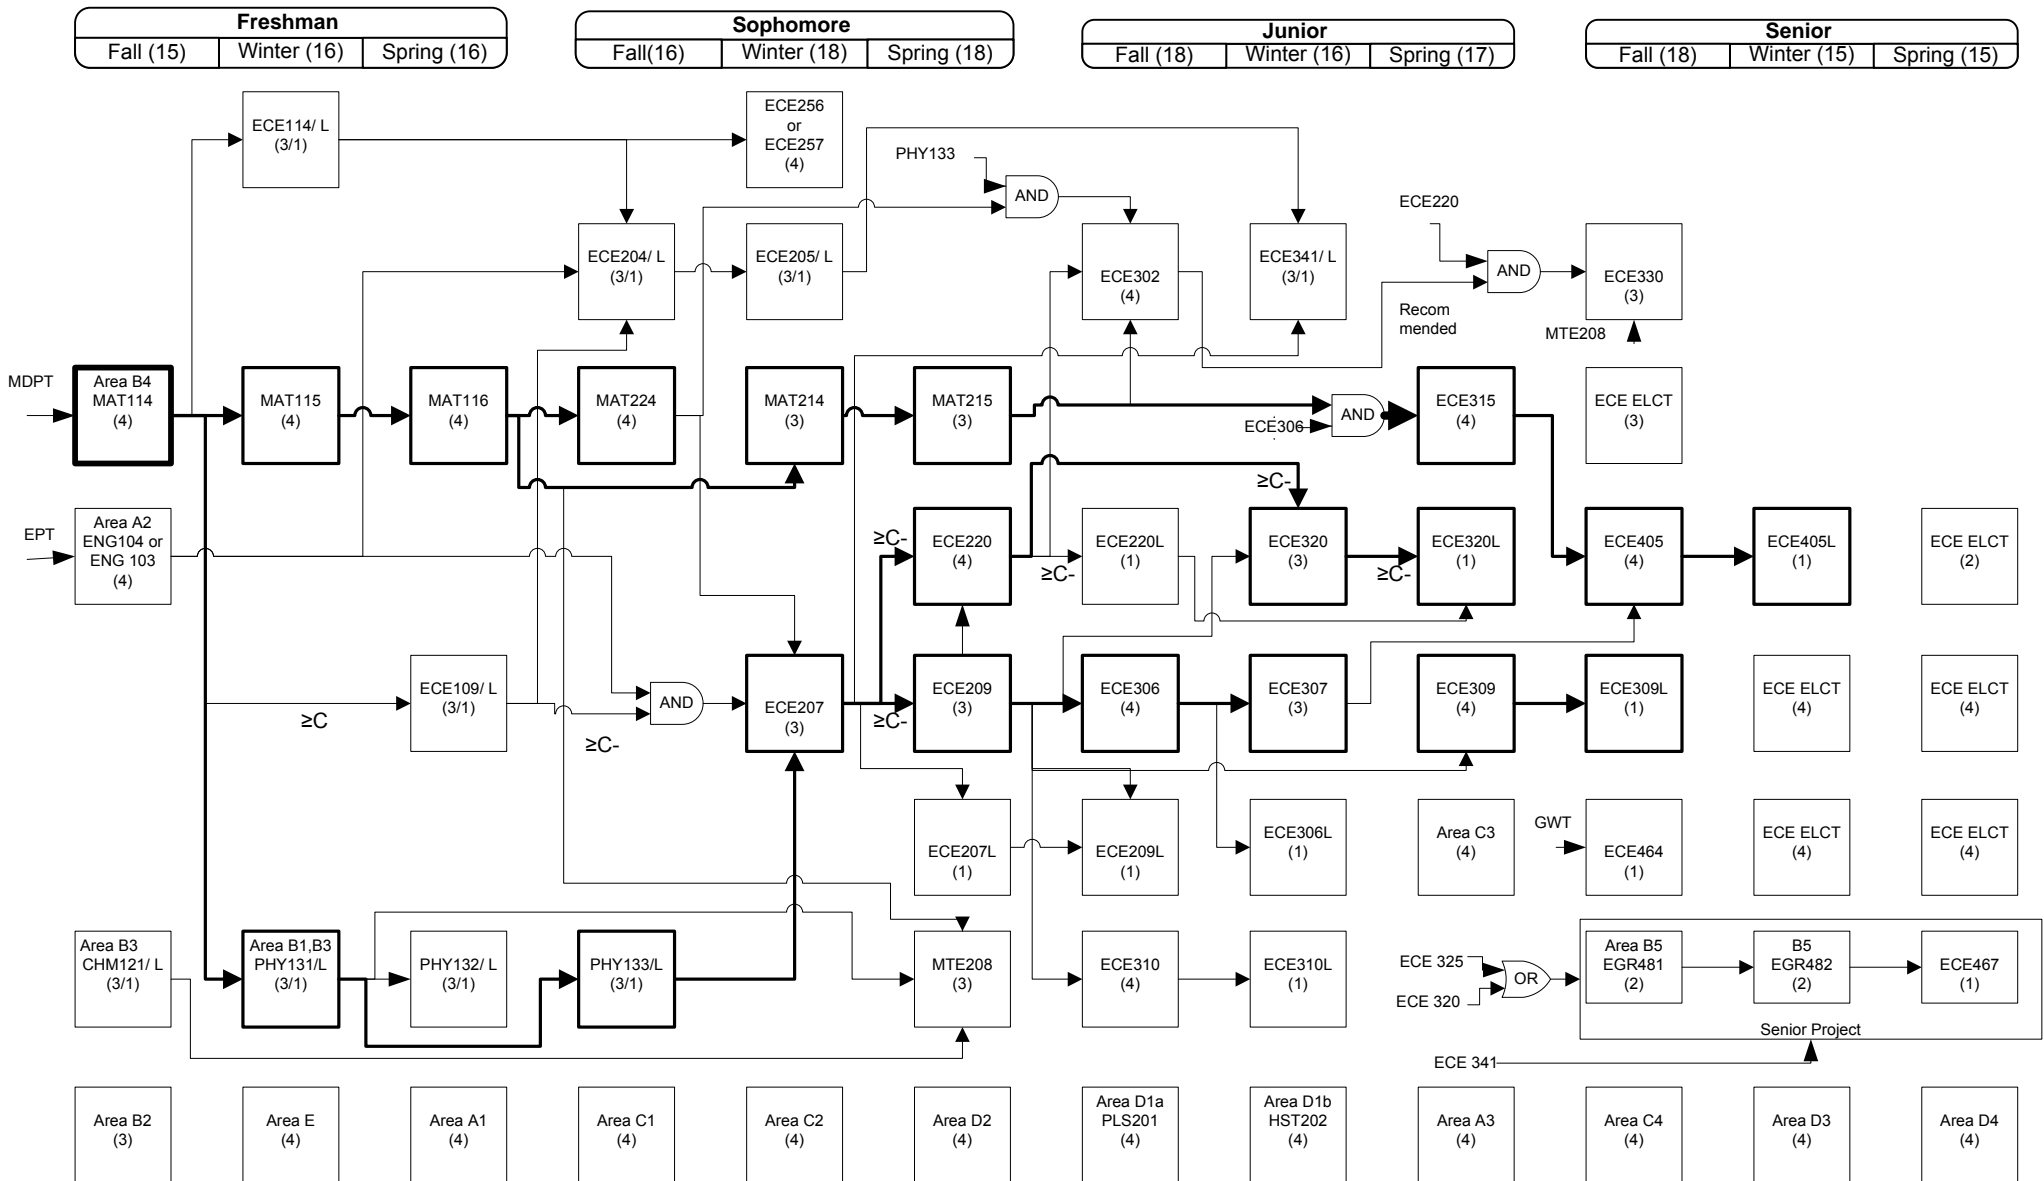 Freshman
Fall (15) Winter (16) Spring (16)
Sophomore
Fall(16) Winter (18) Spring (18)
Junior
Fall (18) Winter (16) Spring (17)
Senior
Fall (18) Winter (15) Spring (15)
ECE114/ L
(3/1)
ECE256
or
ECE257
(4)
PHY133
AND
ECE204/ L
(3/1)
ECE205/ L
(3/1)
ECE302
(4)
ECE341/ L
(3/1)
ECE220
AND
Recom
mended
ECE330
(3)
MTE208
MDPT
Area B4
MAT114
(4)
MAT115
(4)
MAT116
(4)
MAT224
(4)
MAT214
(3)
MAT215
(3)
ECE306
AND
ECE315
(4)
ECE ELCT
(3)
≥C-
EPT
Area A2
ENG104 or
ENG 103
(4)
≥C-
ECE220
(4)
≥C-
ECE220L
(1)
ECE320
(3)
≥C-
ECE320L
(1)
ECE405
(4)
ECE405L
(1)
ECE ELCT
(2)
≥C
ECE109/ L
(3/1)
≥C-
AND
ECE207
(3)
≥C-
ECE209
(3)
ECE306
(4)
ECE307
(3)
ECE309
(4)
ECE309L
(1)
ECE ELCT
(4)
ECE ELCT
(4)
ECE207L
(1)
ECE209L
(1)
ECE306L
(1)
Area C3
(4)
GWT
ECE464
(1)
ECE ELCT
(4)
ECE ELCT
(4)
Area B3
CHM121/ L
(3/1)
Area B1,B3
PHY131/L
(3/1)
PHY132/ L
(3/1)
PHY133/L
(3/1)
MTE208
(3)
ECE310
(4)
ECE310L
(1)
ECE 325
ECE 320
OR
Area B5
EGR481
(2)
B5
EGR482
(2)
ECE467
(1)
Senior Project
ECE 341
Area B2
(3)
Area E
(4)
Area A1
(4)
Area C1
(4)
Area C2
(4)
Area D2
(4)
Area D1a
PLS201
(4)
Area D1b
HST202
(4)
Area A3
(4)
Area C4
(4)
Area D3
(4)
Area D4
(4)